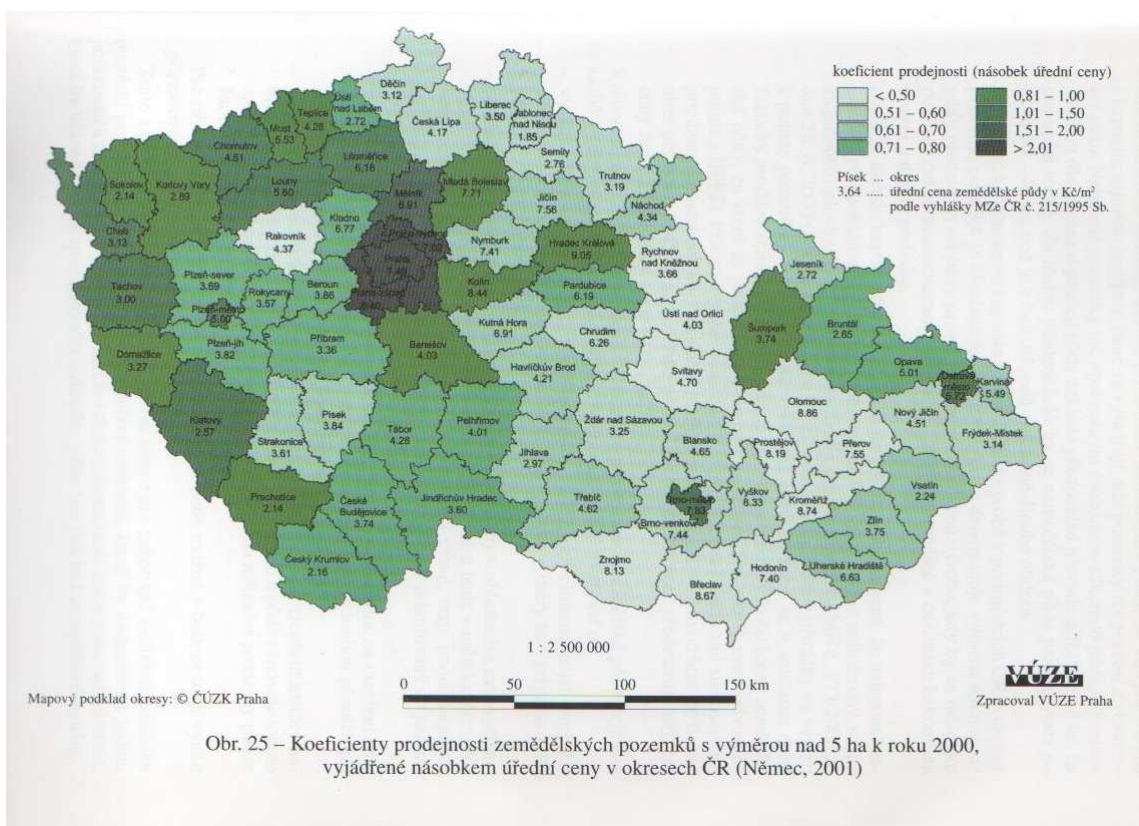 koeficient prodejnosti (násobek úřední ceny)
< 0,50
0,51 – 0,60
0,61 – 0,70
0,71 – 0,80
0,81 – 1,00
1,01 – 1,50
1,51 – 2,00
> 2,01
Písek ... okres
3,64 ..... úřední cena zemědělské půdy v Kč/m²
podle vyhlášky MZe ČR č. 215/1995 Sb.
Děčín
3.12
Ústí
nad Labem
2.72
Teplice
4.28
Most
5.53
Chomutov
4.51
Česká Lípa
4.17
Liberec
3.50
Jablonec
nad Nisou
1.85
Semily
2.76
Trutnov
3.19
Náchod
4.34
Jičín
7.56
Mladá Boleslav
7.71
Litoměřice
6.16
Mělník
6.91
Louny
5.60
Karlovy Vary
2.89
Sokolov
2.14
Cheb
3.13
Rakovník
4.37
Kladno
6.77
Praha
Nymburk
7.41
Hradec Králové
9.05
Rychnov
nad Kněžnou
3.66
Jeseník
2.72
Tachov
3.00
Plzeň-sever
3.69
Rokycany
3.57
Beroun
3.86
Kolín
8.44
Pardubice
6.19
Ústí nad Orlicí
4.03
Šumperk
3.74
Bruntál
2.65
Plzeň-město
Plzeň-jih
3.82
Příbram
3.36
Benešov
4.03
Kutná Hora
6.91
Chrudim
6.26
Svitavy
4.70
Opava
5.01
Ostrava
město
Karviná
5.49
Domažlice
3.27
Havlíčkův Brod
4.21
Olomouc
8.86
Nový Jičín
4.51
Frýdek-Místek
3.14
Klatovy
2.57
Strakonice
3.61
Písek
3.84
Tábor
4.28
Pelhřimov
4.01
Jihlava
2.97
Žďár nad Sázavou
3.25
Blansko
4.65
Prostějov
8.19
Přerov
7.55
Vsetín
2.24
Prachatice
2.14
České
Budějovice
3.74
Jindřichův Hradec
3.60
Třebíč
4.62
Brno-město
7.83
Brno-venkov
7.44
Vyškov
8.33
Kroměříž
8.74
Zlín
3.75
Český Krumlov
2.16
Znojmo
8.13
Břeclav
8.67
Hodonín
7.40
Uherské Hradiště
6.63
1 : 2 500 000
0 50 100 150 km
Mapový podklad okresy: © ČÚZK Praha
VÚZE
Zpracoval VÚZE Praha
Obr. 25 – Koeficienty prodejnosti zemědělských pozemků s výměrou nad 5 ha k roku 2000,
vyjádřené násobkem úřední ceny v okresech ČR (Němec, 2001)